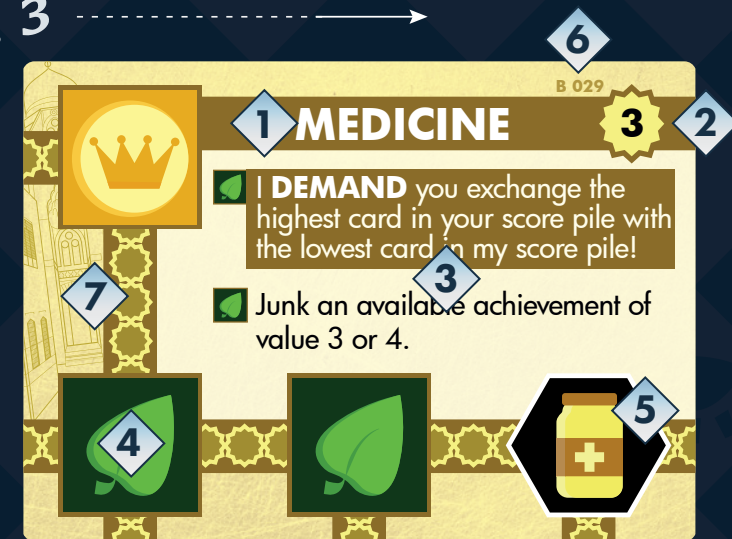 3
6
B 029
1 MEDICINE 3 2
I DEMAND you exchange the
highest card in your score pile with
the lowest card in my score pile!
3
7
Junk an available achievement of
value 3 or 4.
4
5